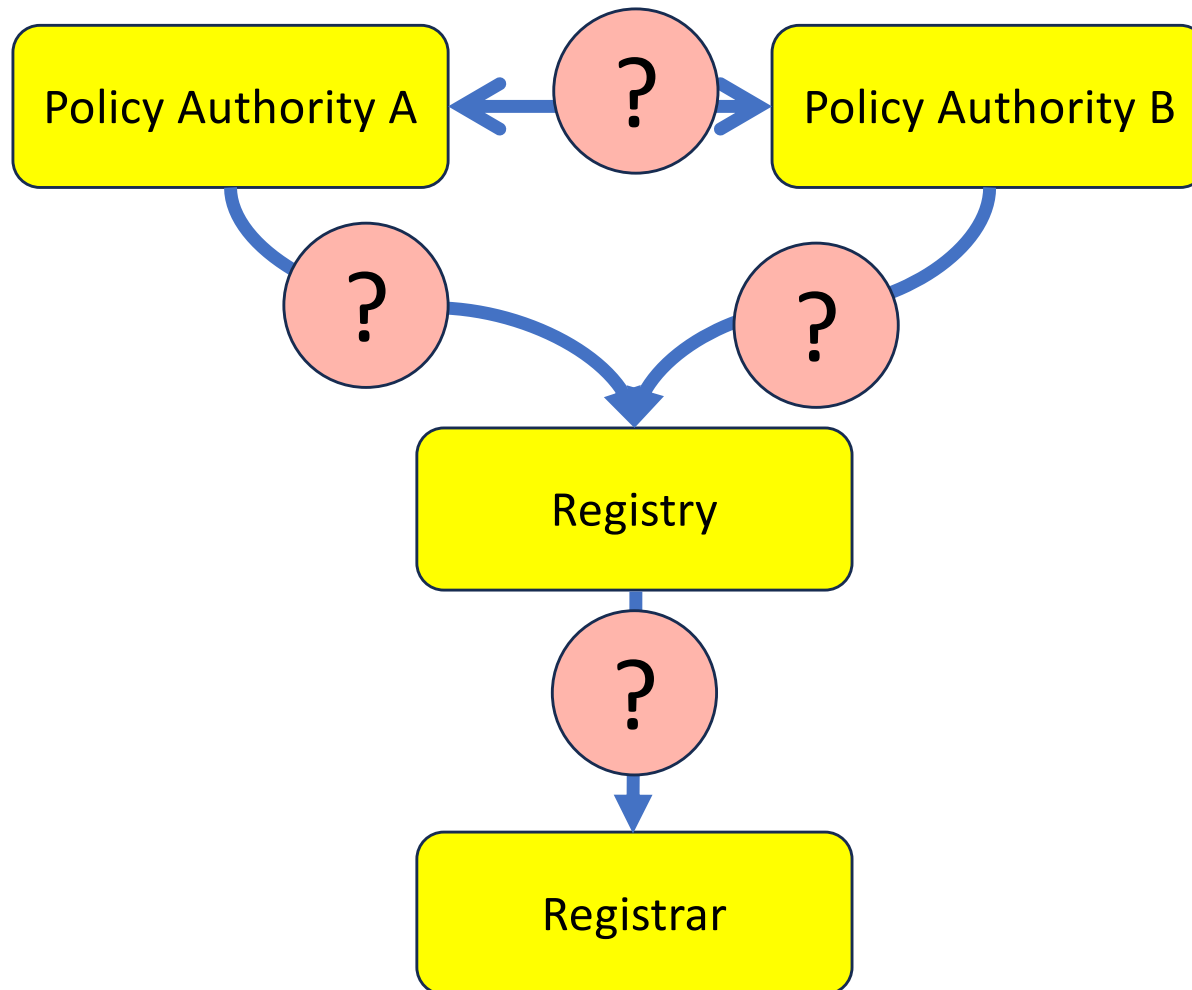 Policy Authority A
?
Policy Authority B
?
?
Registry
?
Registrar